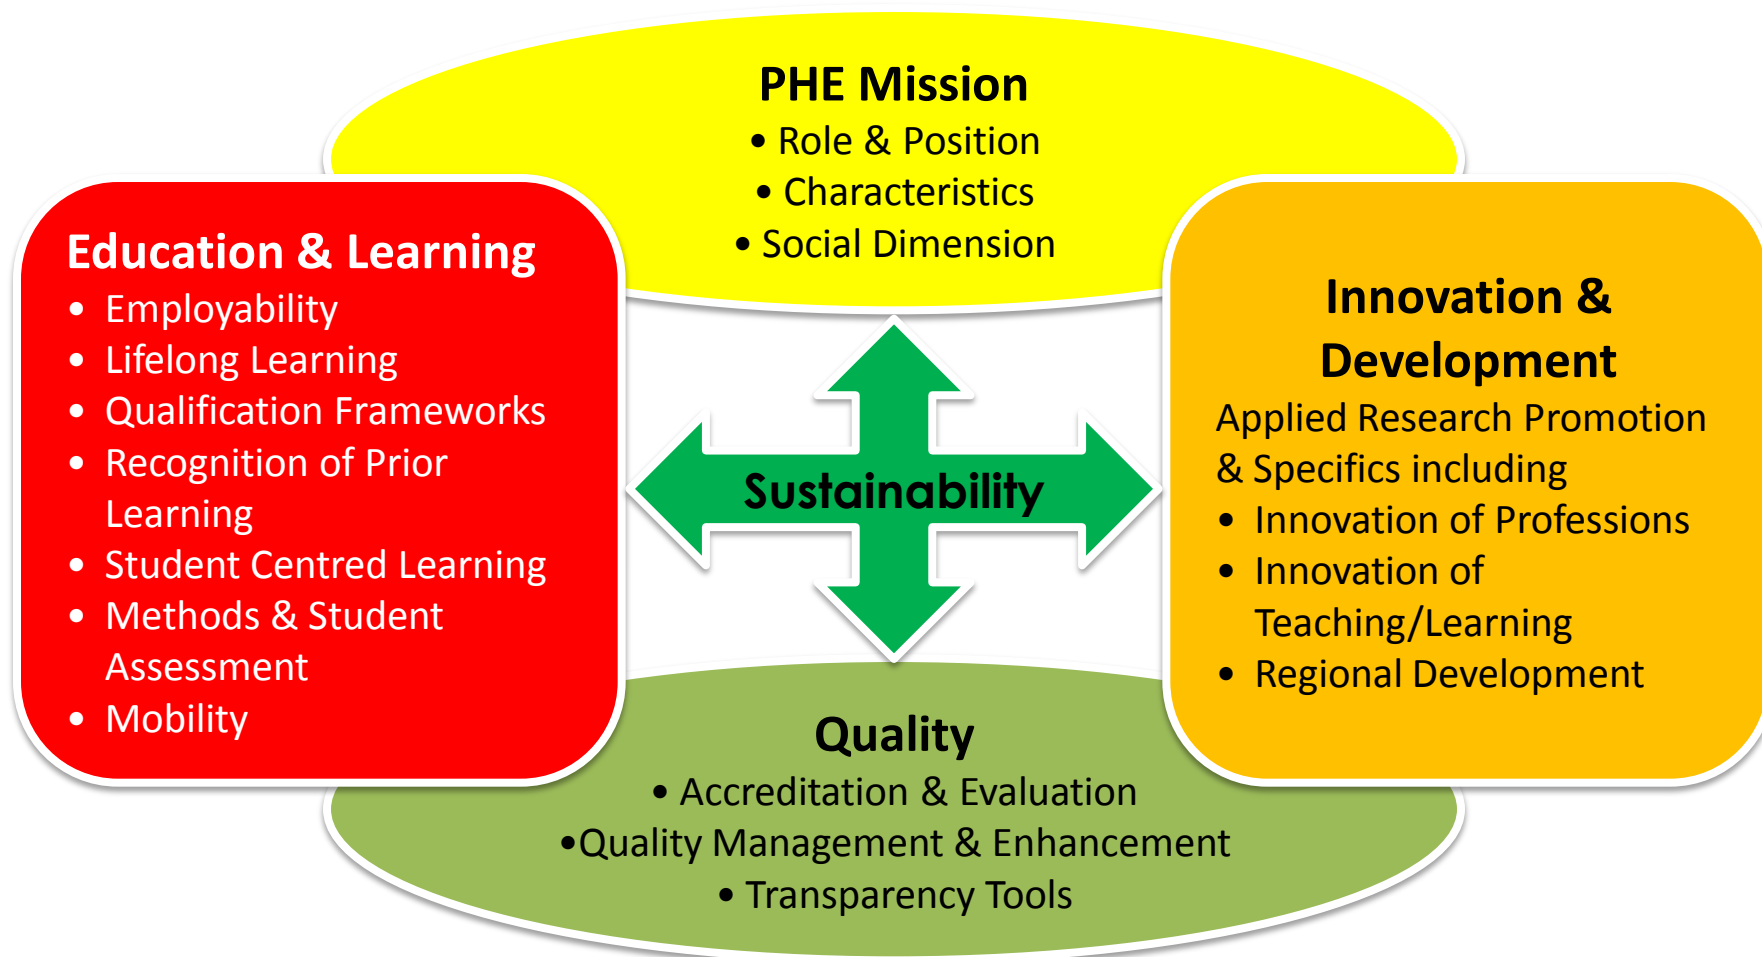 PHE Mission
• Role & Position
• Characteristics
• Social Dimension
Education & Learning
• Employability
• Lifelong Learning
• Qualification Frameworks
• Recognition of Prior
Learning
• Student Centred Learning
• Methods & Student
Assessment
• Mobility
Sustainability
Innovation &
Development
Applied Research Promotion
& Specifics including
• Innovation of Professions
• Innovation of
Teaching/Learning
• Regional Development
Quality
• Accreditation & Evaluation
•Quality Management & Enhancement
• Transparency Tools